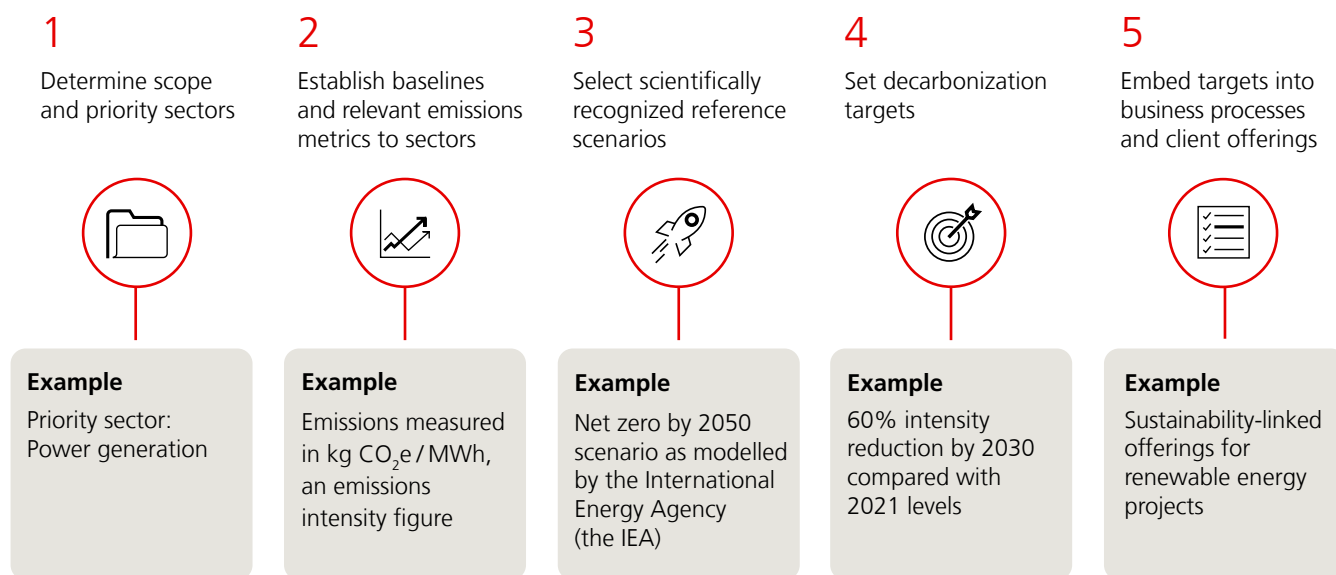 1
Determine scope
and priority sectors
Example
Priority sector:
Power generation
2
Establish baselines
and relevant emissions
metrics to sectors
Example
Emissions measured
in kg CO₂e / MWh,
an emissions
intensity figure
3
Select scientifically
recognized reference
scenarios
Example
Net zero by 2050
scenario as modelled
by the International
Energy Agency
(the IEA)
4
Set decarbonization
targets
Example
60% intensity
reduction by 2030
compared with
2021 levels
5
Embed targets into
business processes
and client offerings
Example
Sustainability-linked
offerings for
renewable energy
projects